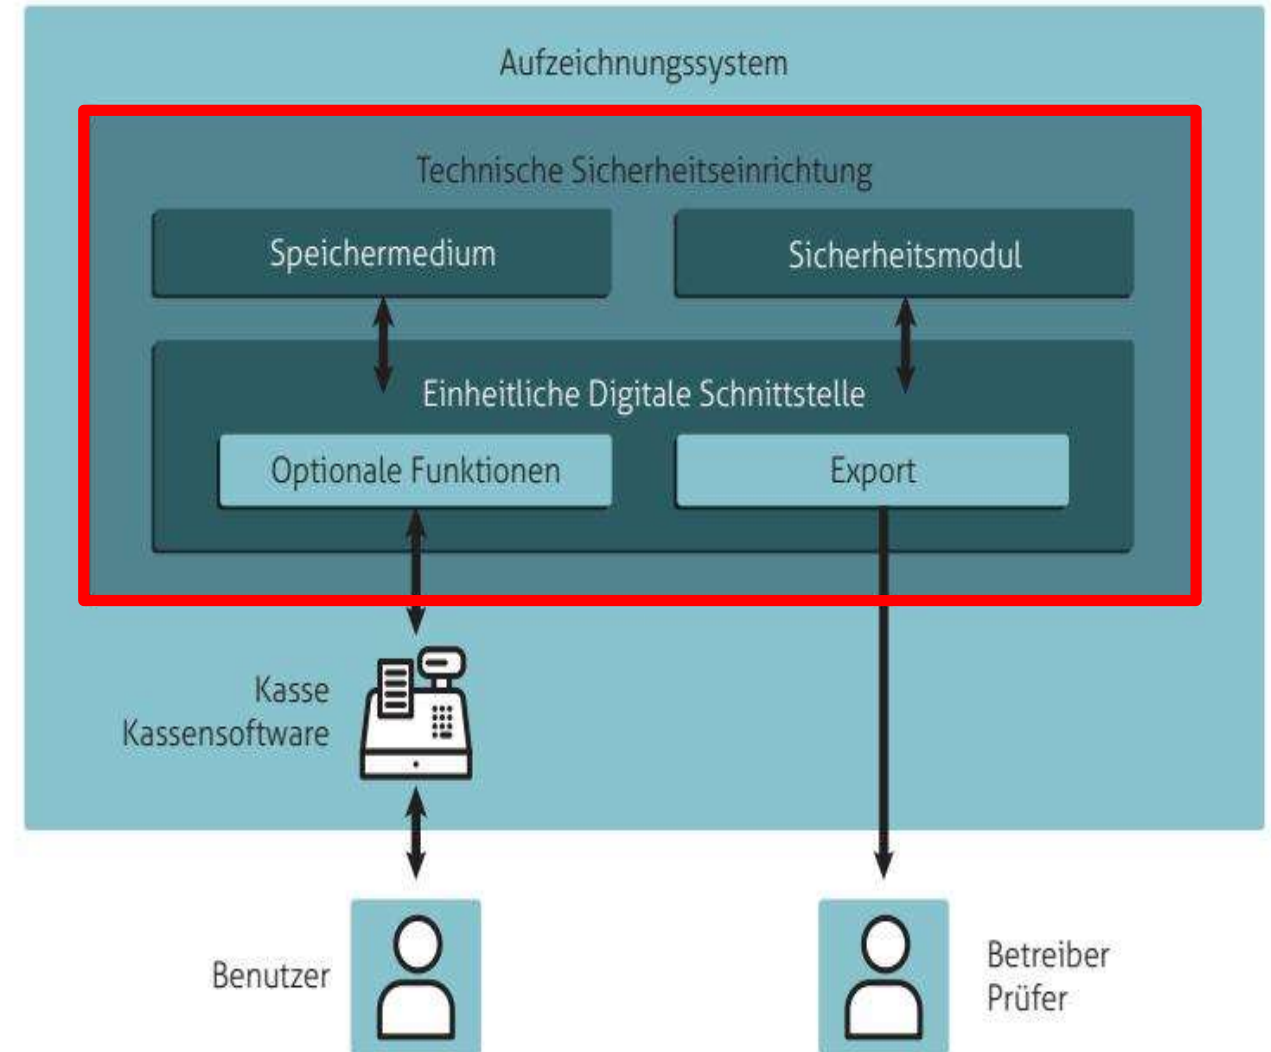 Aufzeichnungssystem
Technische Sicherheitseinrichtung
Speichermedium
Sicherheitsmodul
Einheitliche Digitale Schnittstelle
Optionale Funktionen
Export
Kasse
Kassensoftware
Benutzer
Betreiber
Prüfer